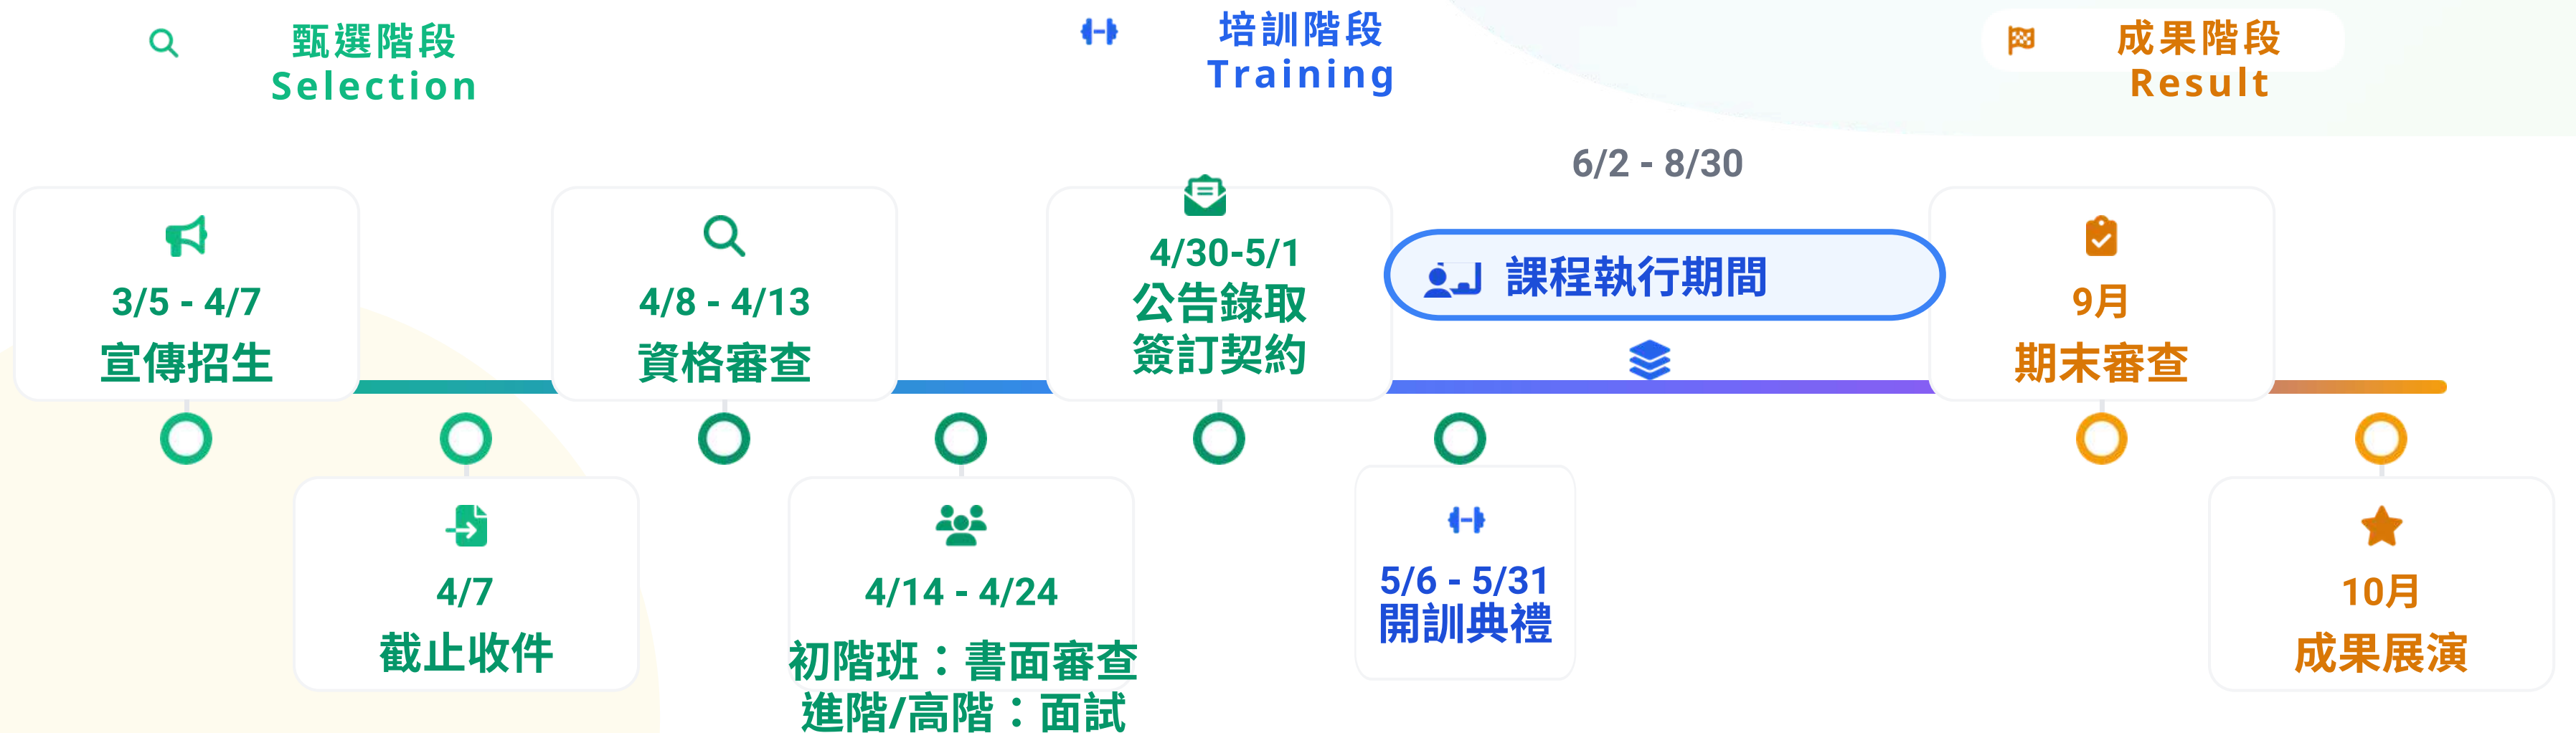 甄選階段
Selection
培訓階段
Training
成果階段
Result
3/5 - 4/7
宣傳招生
4/7
截止收件
4/8 - 4/13
資格審查
4/14 - 4/24
初階班：書面審查
進階/高階：面試
4/30-5/1
公告錄取
簽訂契約
5/6 - 5/31
開訓典禮
6/2 - 8/30
課程執行期間
9月
期末審查
10月
成果展演